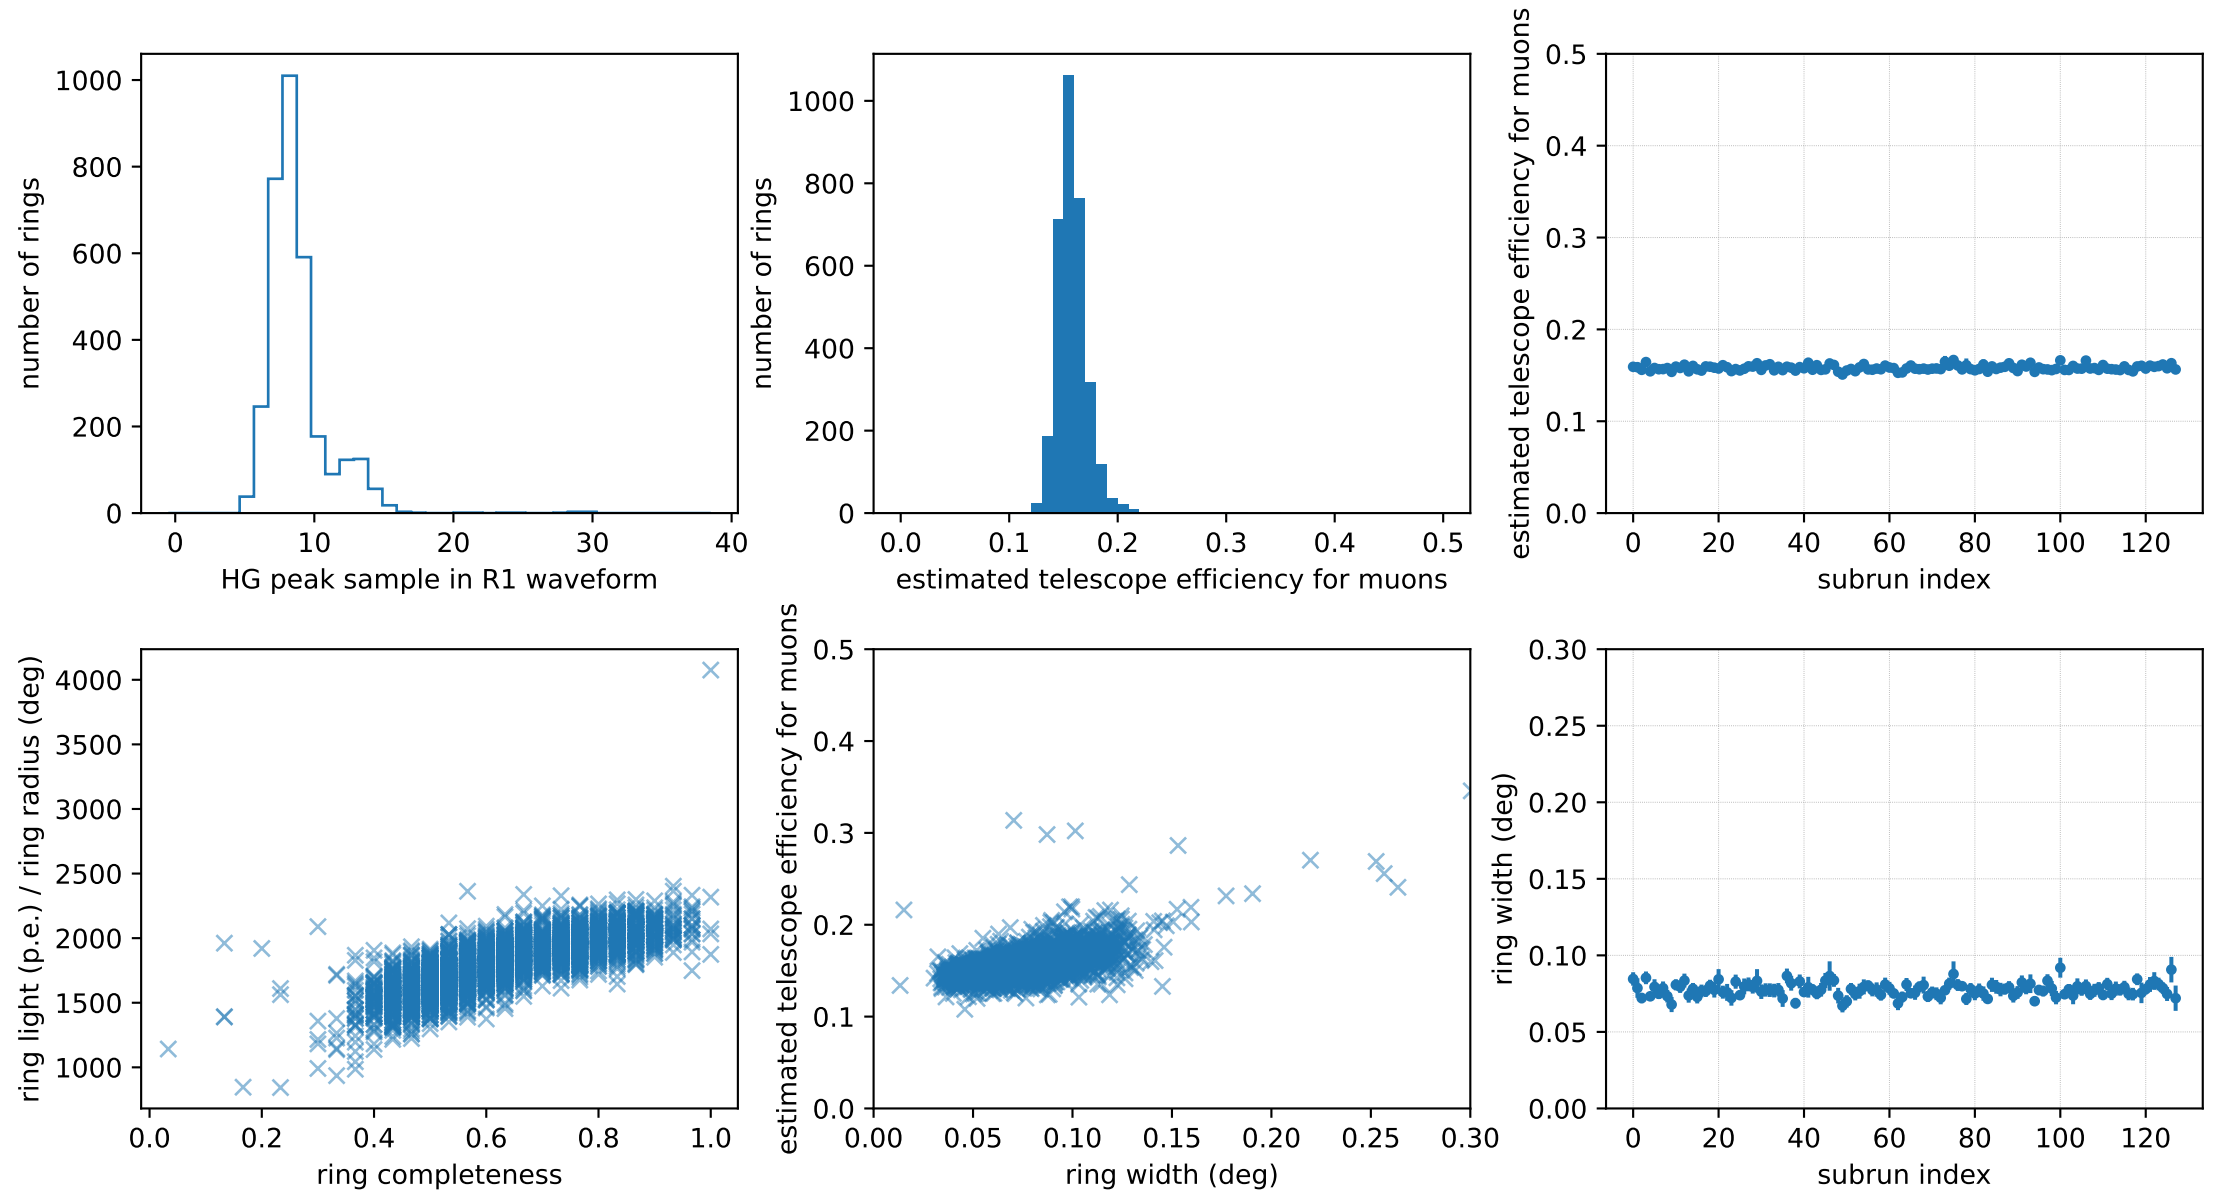 1000
800
600
400
200
0
number of rings
0 10 20 30 40
HG peak sample in R1 waveform
1000
800
600
400
200
0
number of rings
0.0 0.1 0.2 0.3 0.4 0.5
estimated telescope efficiency for muons
0.5
0.4
0.3
0.2
0.1
0.0
estimated telescope efficiency for muons
0 20 40 60 80 100 120
subrun index
4000
3500
3000
2500
2000
1500
1000
ring light (p.e.) / ring radius (deg)
0.0 0.2 0.4 0.6 0.8 1.0
ring completeness
0.5
0.4
0.3
0.2
0.1
0.0
estimated telescope efficiency for muons
0.00 0.05 0.10 0.15 0.20 0.25 0.30
ring width (deg)
0.30
0.25
0.20
0.15
0.10
0.05
0.00
ring width (deg)
0 20 40 60 80 100 120
subrun index